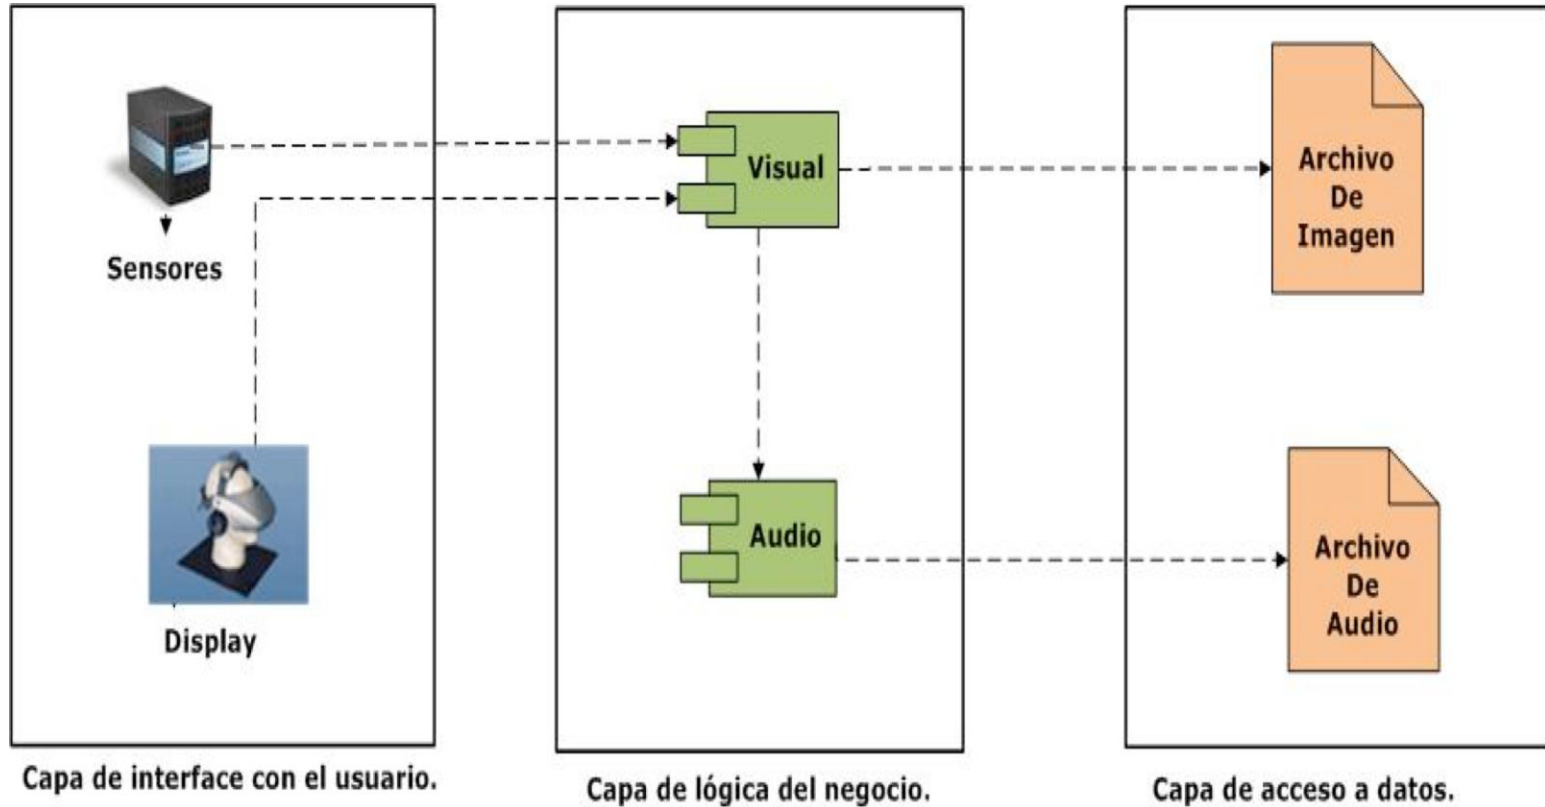 Sensores
Display
Capa de interface con el usuario.
Visual
Audio
Capa de lógica del negocio.
Archivo
De
Imagen
Archivo
De
Audio
Capa de acceso a datos.